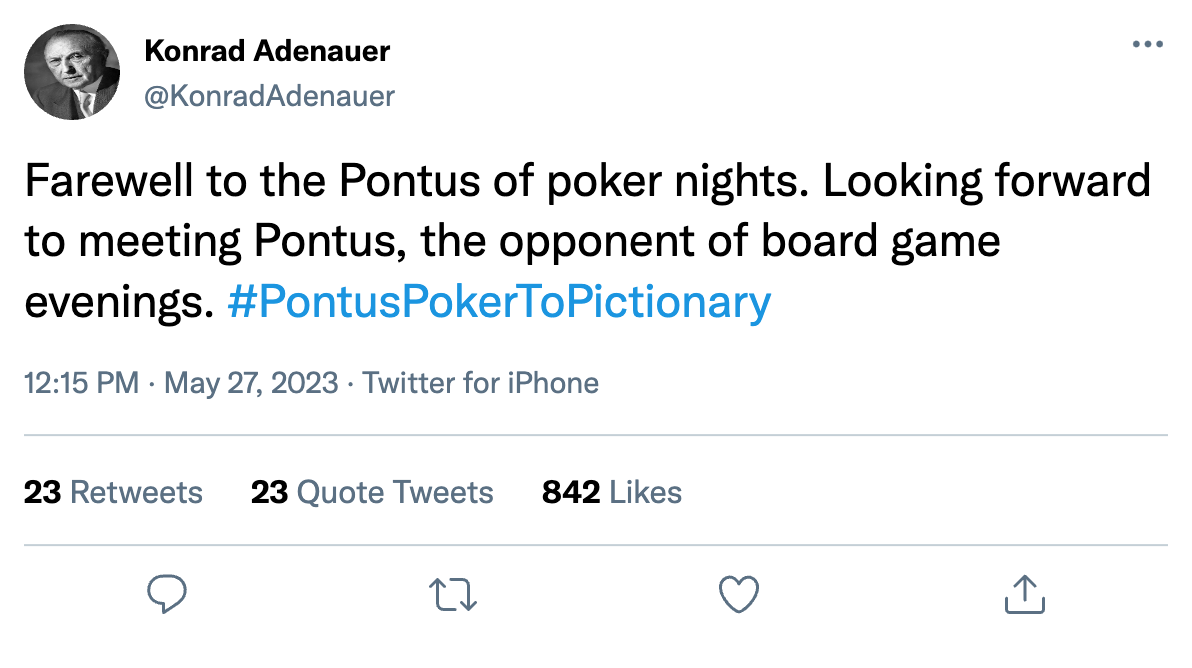 Konrad Adenauer
@KonradAdenauer
Farewell to the Pontus of poker nights. Looking forward
to meeting Pontus, the opponent of board game
evenings. #PontusPokerToPictionary
12:15 PM · May 27, 2023 · Twitter for iPhone
23 Retweets 23 Quote Tweets 842 Likes